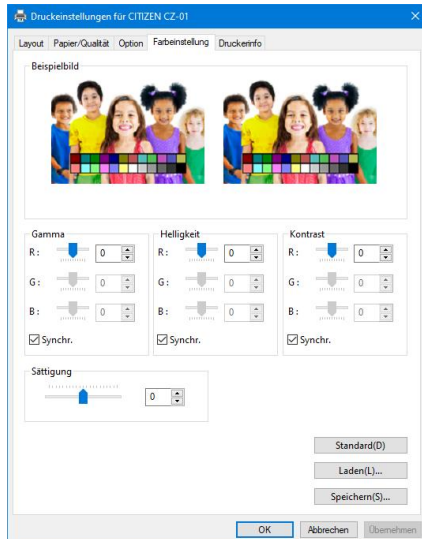 Druckeinstellungen für CITIZEN CZ-01
Layout Papier/Qualität Option Farbeinstellung Druckerinfo
Beispielbild
Gamma Helligkeit Kontrast
R: 0 R: 0 R: 0
G: 0 G: 0 G: 0
B: 0 B: 0 B: 0
Synchr. Synchr. Synchr.
Sättigung
0
Standard(D)
Laden(L)...
Speichern(S)...
OK Abbrechen Übernehmen